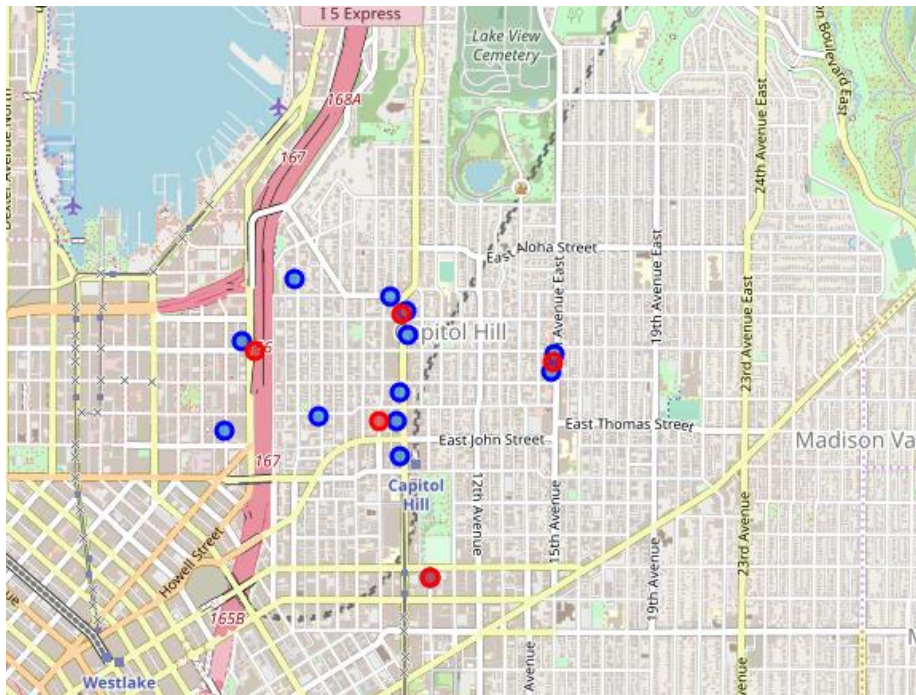 I 5 Express
Lake View
Cemetery
168A
167
24th Avenue East
East Aloha Street
19th Avenue East
23rd Avenue East
Capitol Hill
Avenue East
East Thomas Street
East John Street
Madison Va
167
Capitol
Hill
12th Avenue
15th Avenue
19th Avenue
23rd Avenue
Howell Street
165B
Avenue
Westlake